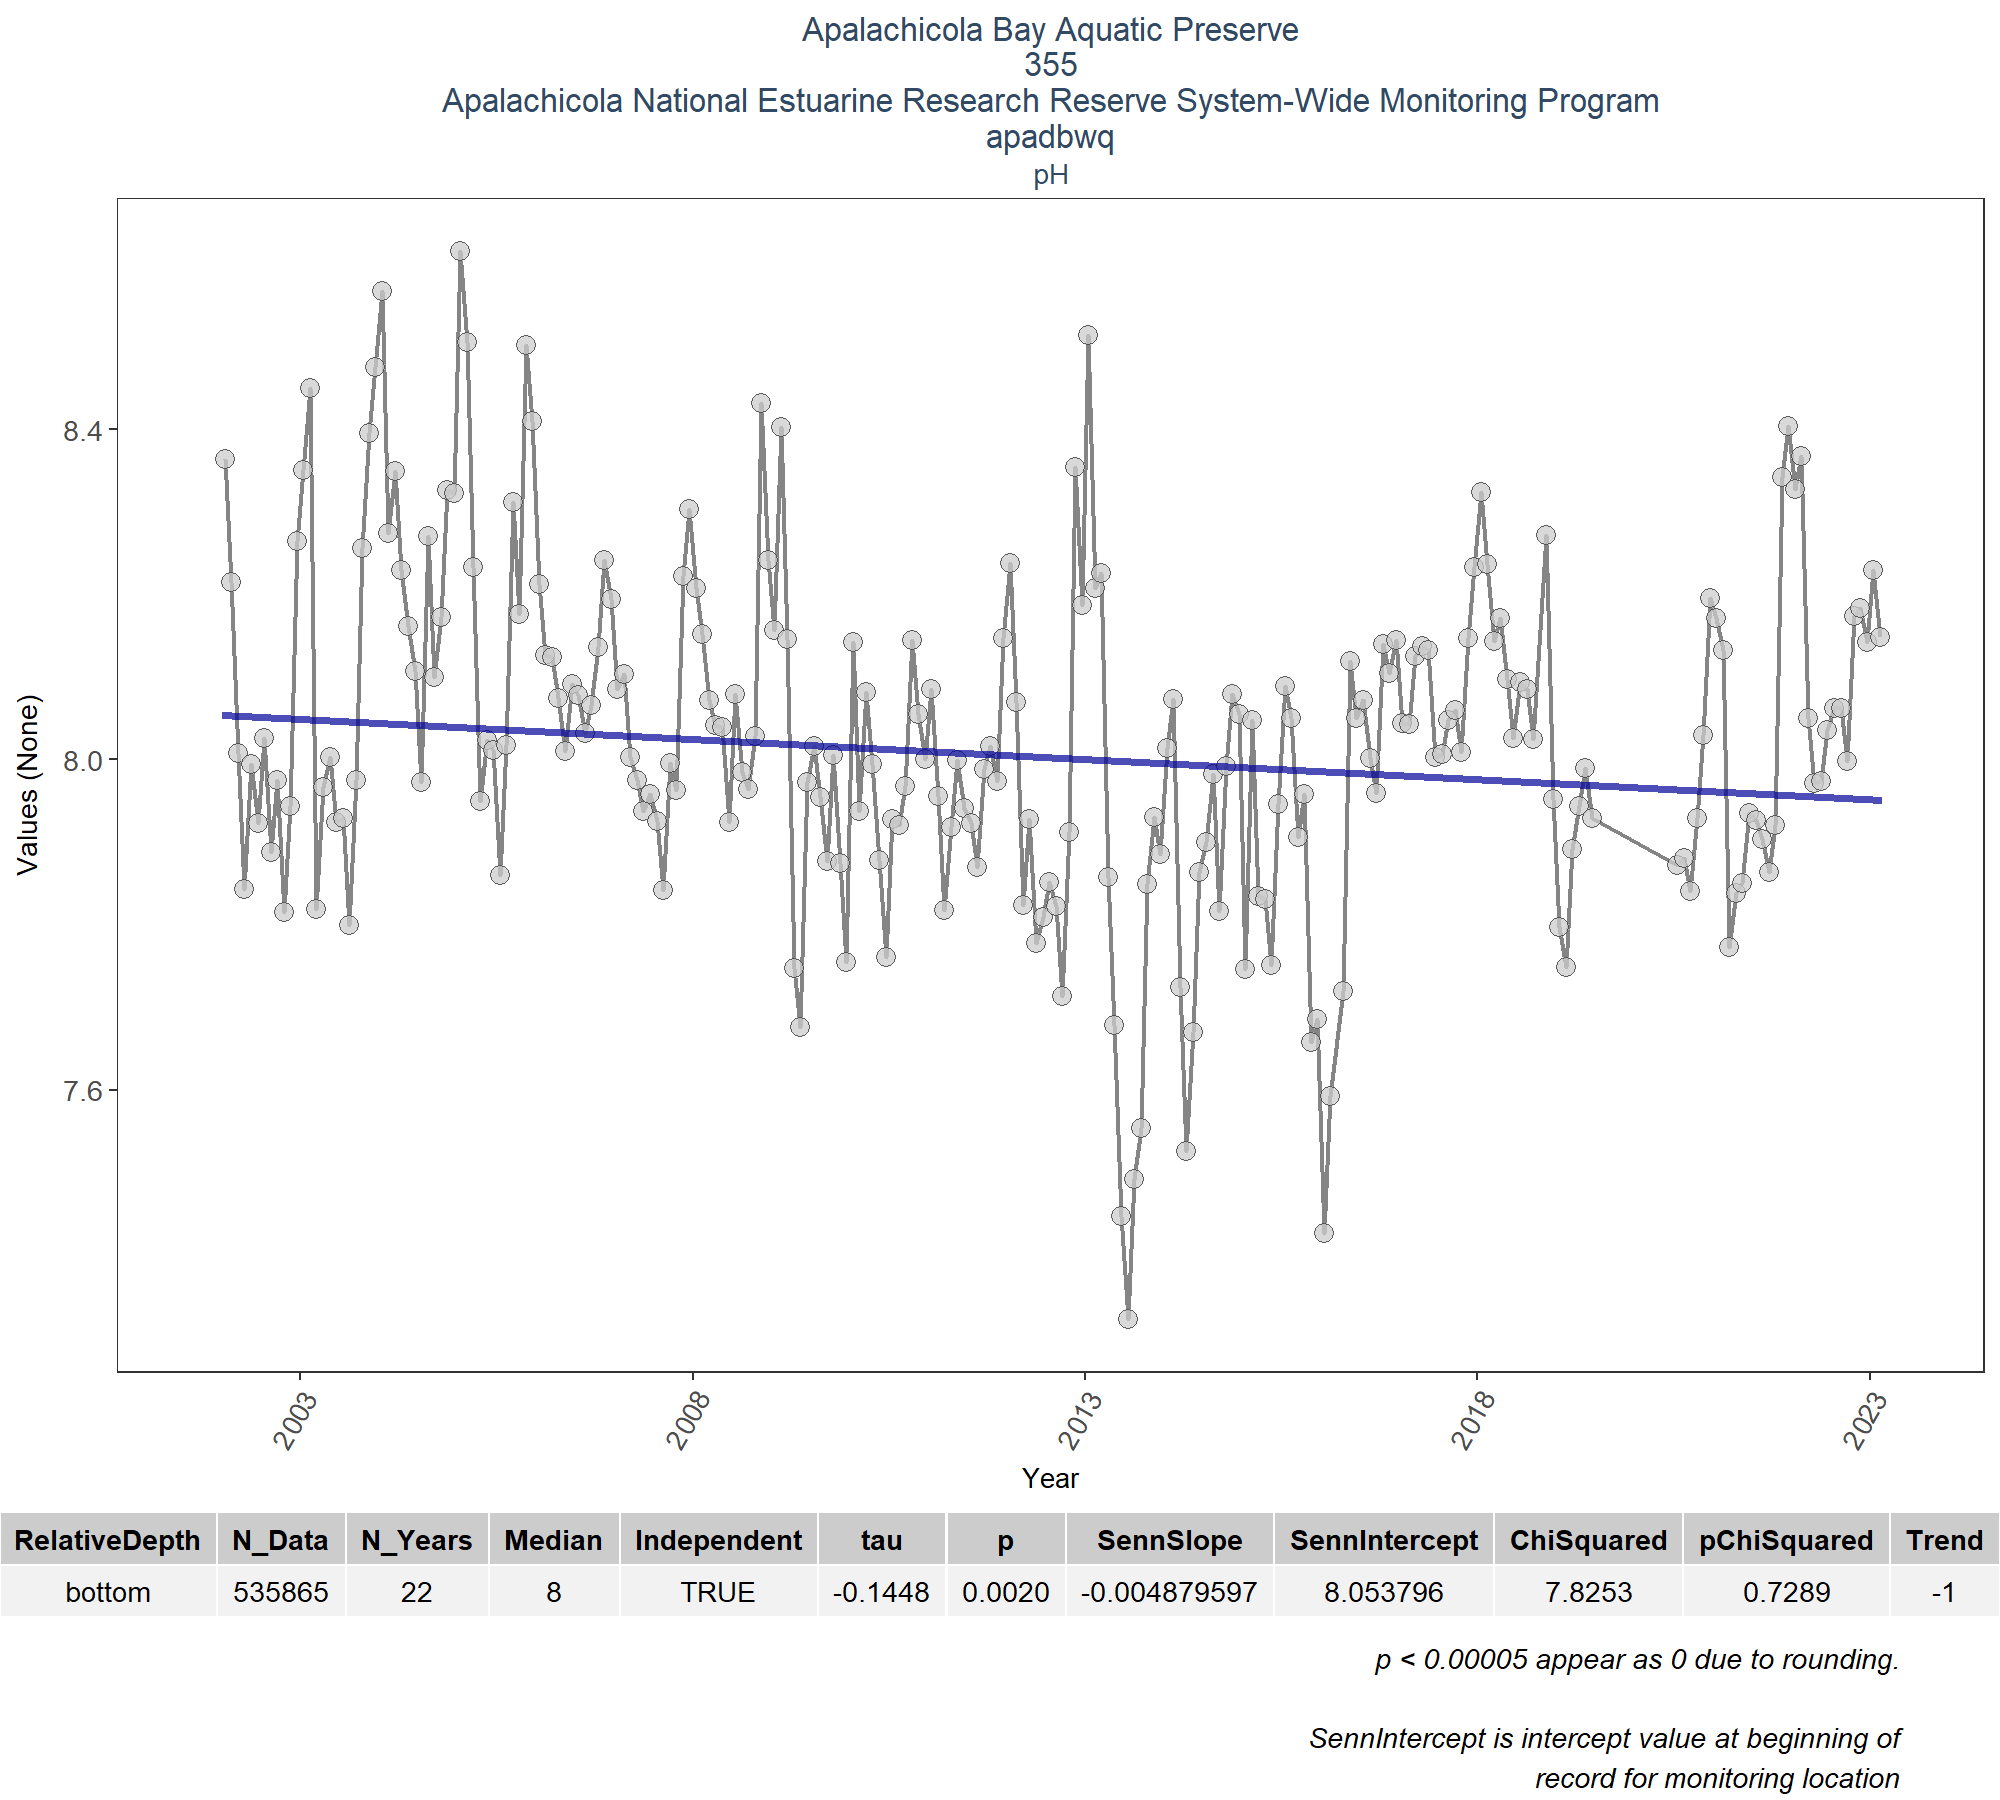 Apalachicola Bay Aquatic Preserve
355
Apalachicola National Estuarine Research Reserve System-Wide Monitoring Program
apadbwq
pH
Values (None)
8.4
8.0
7.6
2003 2008 2013 2018 2023
Year
RelativeDepth N_Data N_Years Median Independent tau p SennSlope SennIntercept ChiSquared pChiSquared Trend
bottom 535865 22 8 TRUE -0.1448 0.0020 -0.004879597 8.053796 7.8253 0.7289 -1
p < 0.00005 appear as 0 due to rounding.
SennIntercept is intercept value at beginning of
record for monitoring location